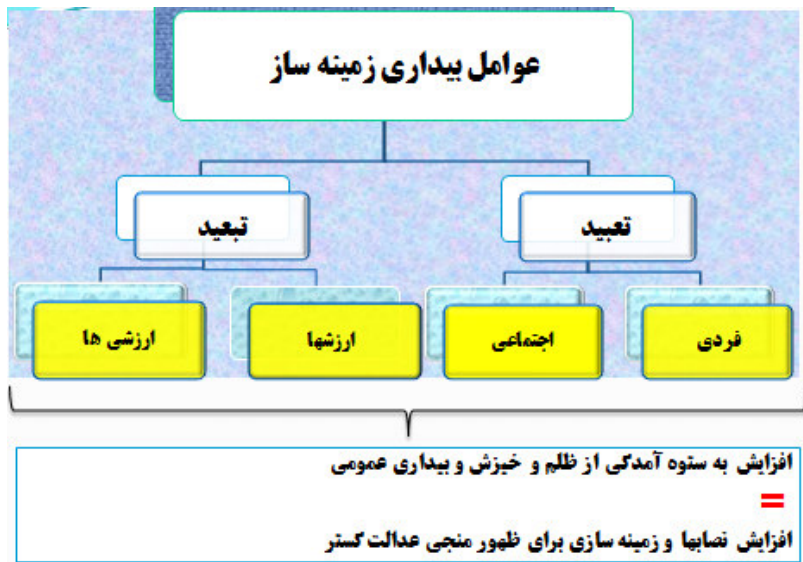 عوامل بیداری زمینه ساز
تعبید
تبعید
فردی
اجتماعی
ارزشها
ارزشی ها
افزایش به ستوه آمدگی از ظلم و خیزش و بیداری عمومی
=
افزایش نصابها و زمینه سازی برای ظهور منجی عدالت گستر